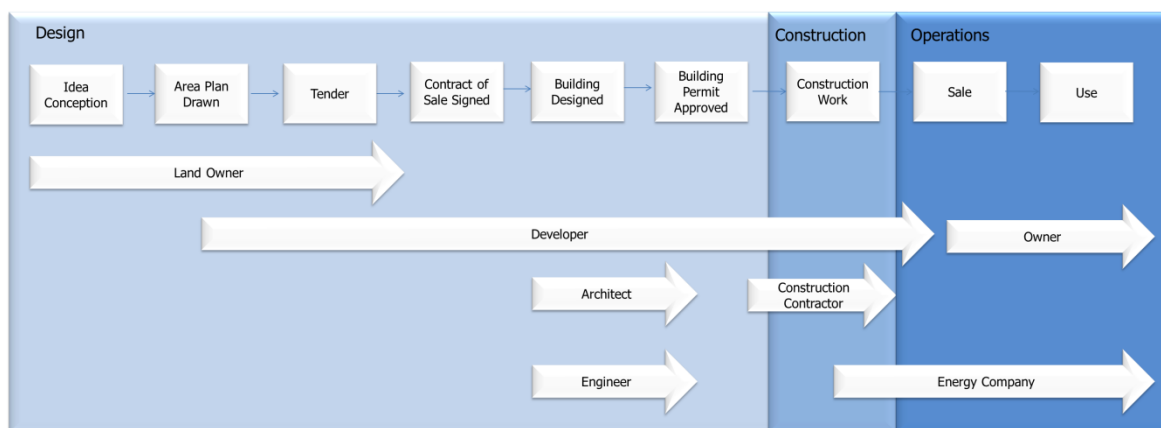 Design
Construction
Operations
Idea
Conception
Area Plan
Drawn
Tender
Contract of
Sale Signed
Building
Designed
Building
Permit
Approved
Construction
Work
Sale
Use
Land Owner
Developer
Owner
Architect
Construction
Contractor
Engineer
Energy Company